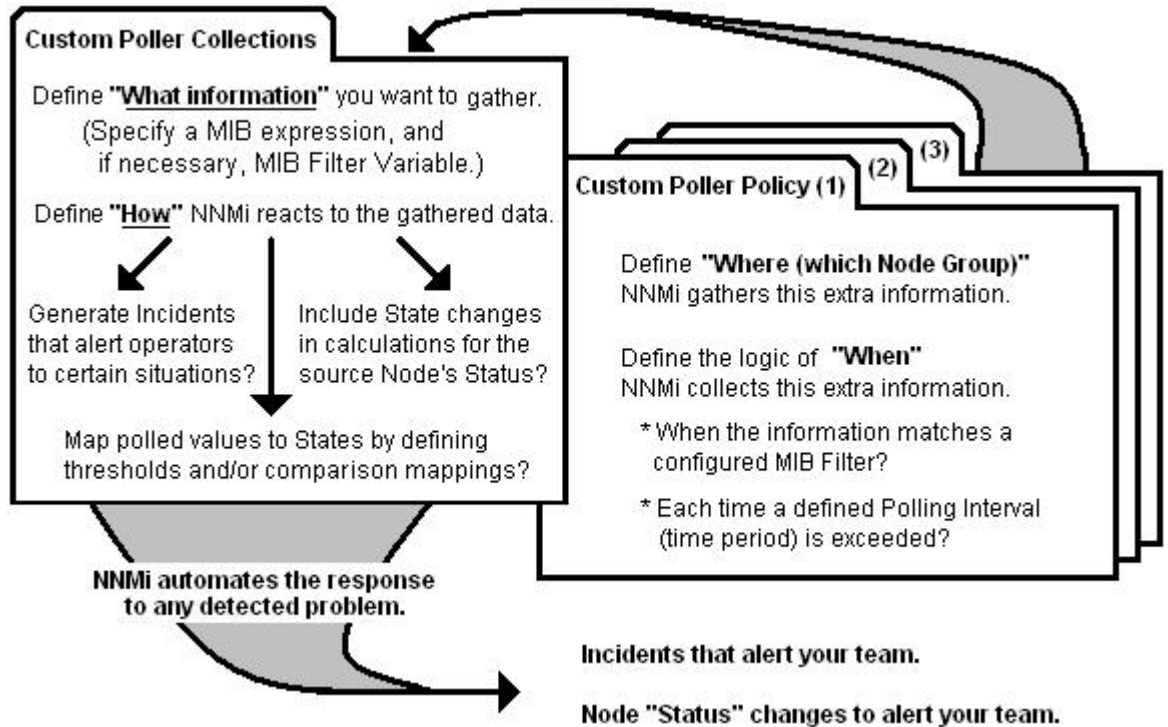 Custom Poller Collections
Define "What information" you want to gather.
(Specify a MIB expression, and
if necessary, MIB Filter Variable.)
Define "How" NNMi reacts to the gathered data.
Generate Incidents
that alert operators
to certain situations?
Include State changes
in calculations for the
source Node's Status?
Map polled values to States by defining
thresholds and/or comparison mappings?
(3)
(2)
Custom Poller Policy (1)
Define "Where (which Node Group)"
NNMi gathers this extra information.
Define the logic of "When"
NNMi collects this extra information.
* When the information matches a
configured MIB Filter?
* Each time a defined Polling Interval
(time period) is exceeded?
NNMi automates the response
to any detected problem.
Incidents that alert your team.
Node "Status" changes to alert your team.